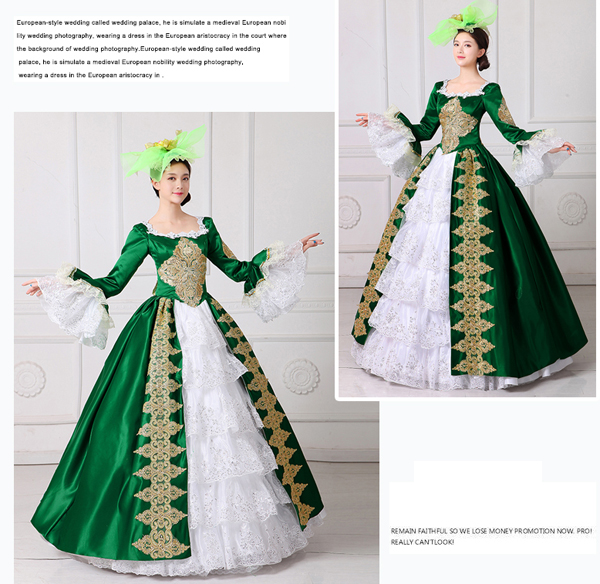 European-style wedding called wedding palace, he is simulate a medieval European nobi
lity wedding photography, wearing a dress in the European aristocracy in the court where
the background of wedding photography.European-style wedding called wedding
palace, he is simulate a medieval European nobility wedding photography,
wearing a dress in the European aristocracy in .
REMAIN FAITHFUL SO WE LOSE MONEY PROMOTION NOW. PRO!
REALLY CAN'TLOOK!